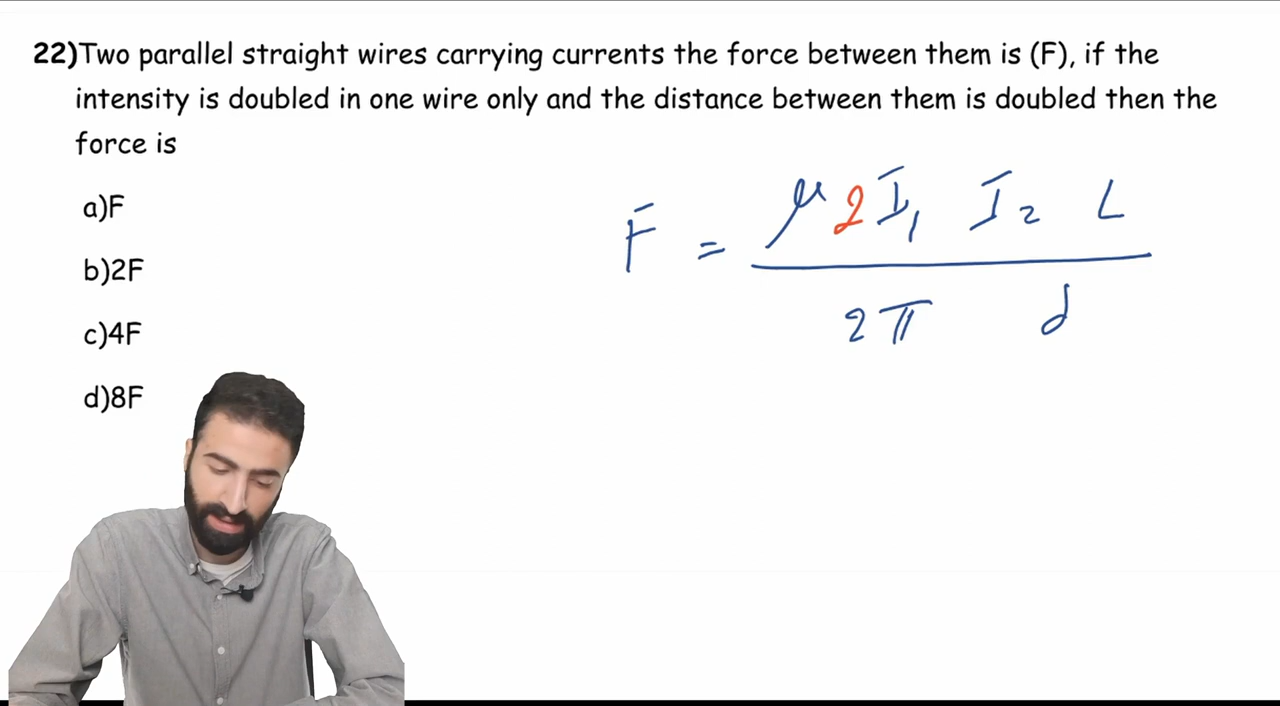 22)Two parallel straight wires carrying currents the force between them is (F), if the
intensity is doubled in one wire only and the distance between them is doubled then the
force is
a)F
b)2F
c)4F
d)8F
F = μ 2 I₁ I₂ L
2π d